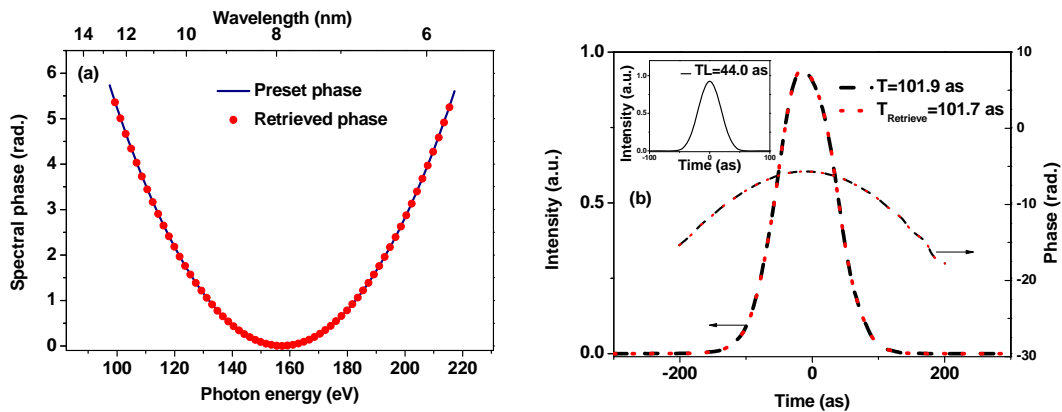 Wavelength (nm)
14 12 10 8 6
(a)
Preset phase
Retrieved phase
6
5
4
3
2
1
0
Spectral phase (rad.)
100 120 140 160 180 200 220
Photon energy (eV)
1.0
0.5
0.0
Intensity (a.u.)
TL=44.0 as
1.0
0.5
0.0
Intensity (a.u.)
-100 0 100
Time (as)
T=101.9 as
T_Retrieve=101.7 as
(b)
10
0
-10
-20
-30
Phase (rad.)
-200 0 200
Time (as)